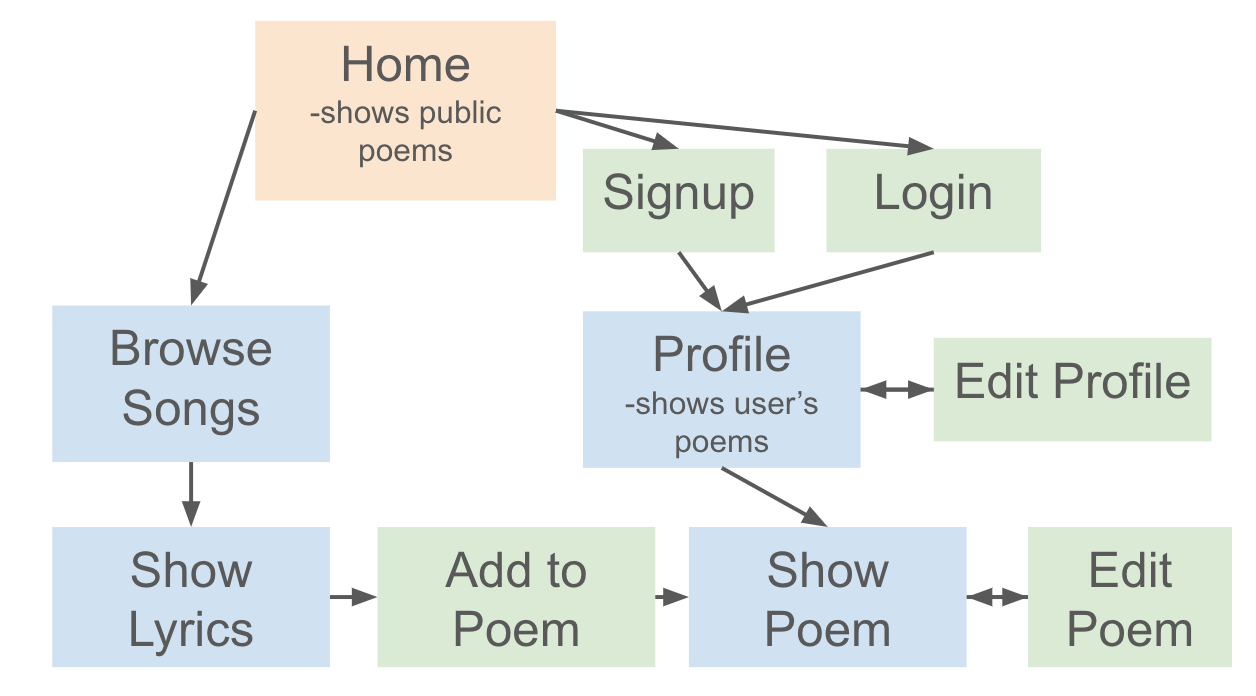 Home
-shows public
poems
Signup
Login
Browse
Songs
Profile
-shows user’s
poems
Edit Profile
Show
Lyrics
Add to
Poem
Show
Poem
Edit
Poem